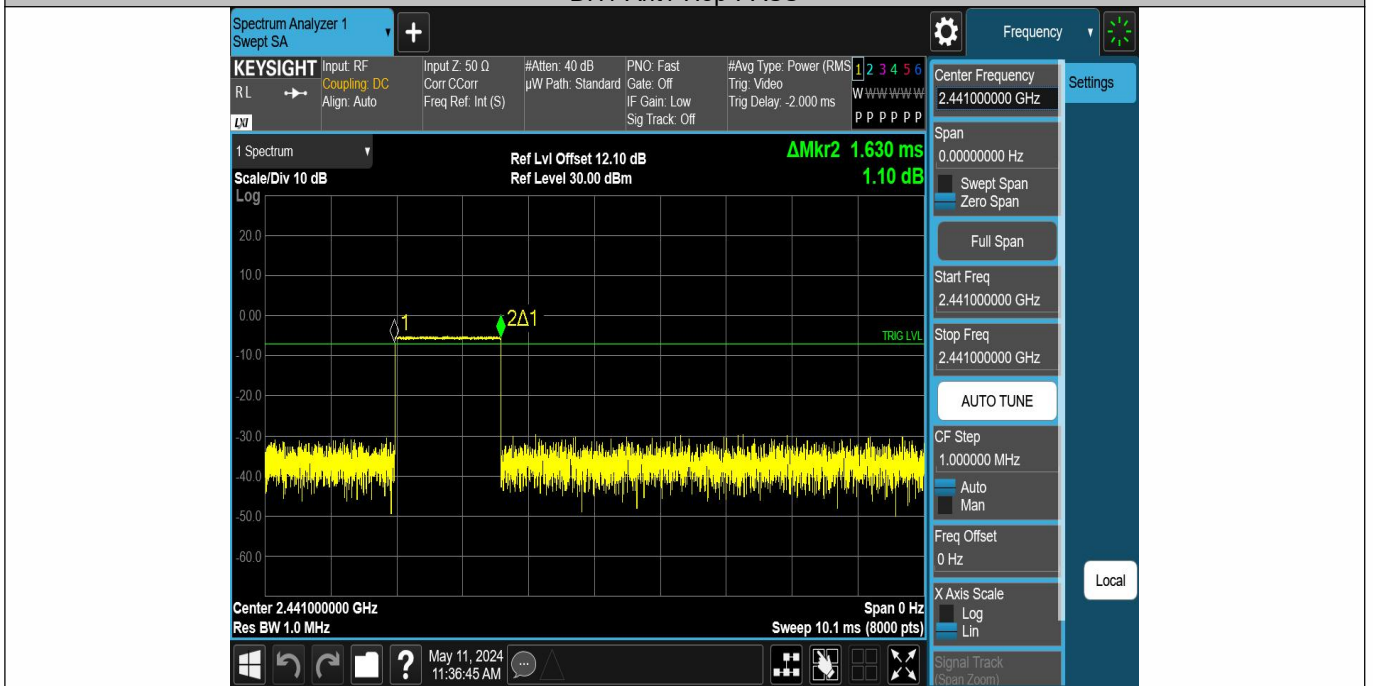 Spectrum Analyzer 1
Swept SA
Frequency
KEYSIGHT
RL
LXI
Input: RF
Coupling: DC
Align: Auto
Input Z: 50 Ω
Corr CCorr
Freq Ref: Int (S)
#Atten: 40 dB
µW Path: Standard
PNO: Fast
Gate: Off
IF Gain: Low
Sig Track: Off
#Avg Type: Power (RMS
Trig: Video
Trig Delay: -2.000 ms
1 2 3 4 5 6
W W W W W W
P P P P P P
1 Spectrum
Scale/Div 10 dB
Log
Ref Lvl Offset 12.10 dB
Ref Level 30.00 dBm
ΔMkr2 1.630 ms
1.10 dB
20.0
10.0
0.00
-10.0
-20.0
-30.0
-40.0
-50.0
-60.0
1
2Δ1
TRIG LVL
Center 2.441000000 GHz
Res BW 1.0 MHz
Span 0 Hz
Sweep 10.1 ms (8000 pts)
May 11, 2024
11:36:45 AM
Center Frequency
2.441000000 GHz
Settings
Span
0.00000000 Hz
Swept Span
Zero Span
Full Span
Start Freq
2.441000000 GHz
Stop Freq
2.441000000 GHz
AUTO TUNE
CF Step
1.000000 MHz
Auto
Man
Freq Offset
0 Hz
Local
X Axis Scale
Log
Lin
Signal Track
(Span Zoom)